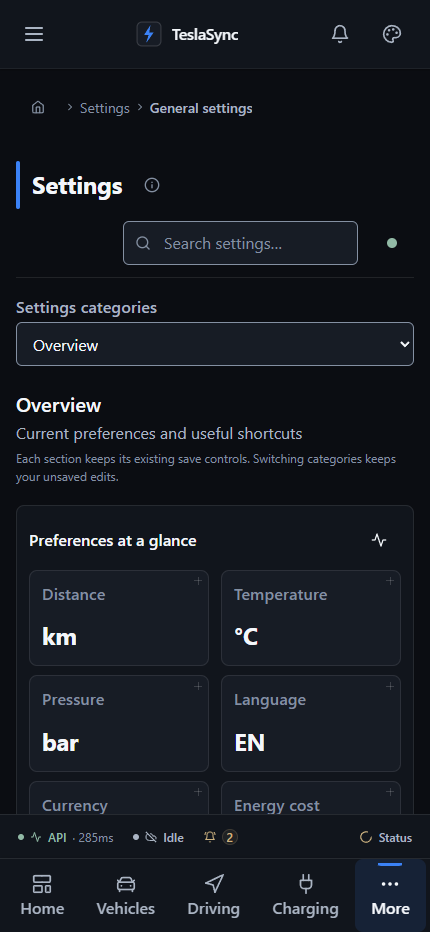 TeslaSync
Settings
General settings
Settings
Search settings...
Settings categories
Overview
Overview
Current preferences and useful shortcuts
Each section keeps its existing save controls. Switching categories keeps
your unsaved edits.
Preferences at a glance
Distance
km
Temperature
°C
Pressure
bar
Language
EN
Currency
Energy cost
API · 285ms
Idle
2
Status
Home
Vehicles
Driving
Charging
More